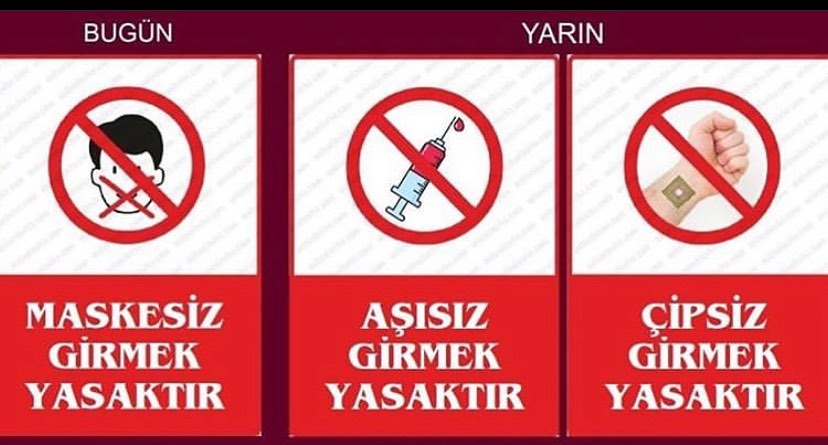 BUGÜN
YARIN
MASKESİZ
GİRMEK
YASAKTIR
AŞISIZ
GİRMEK
YASAKTIR
ÇİPSİZ
GİRMEK
YASAKTIR